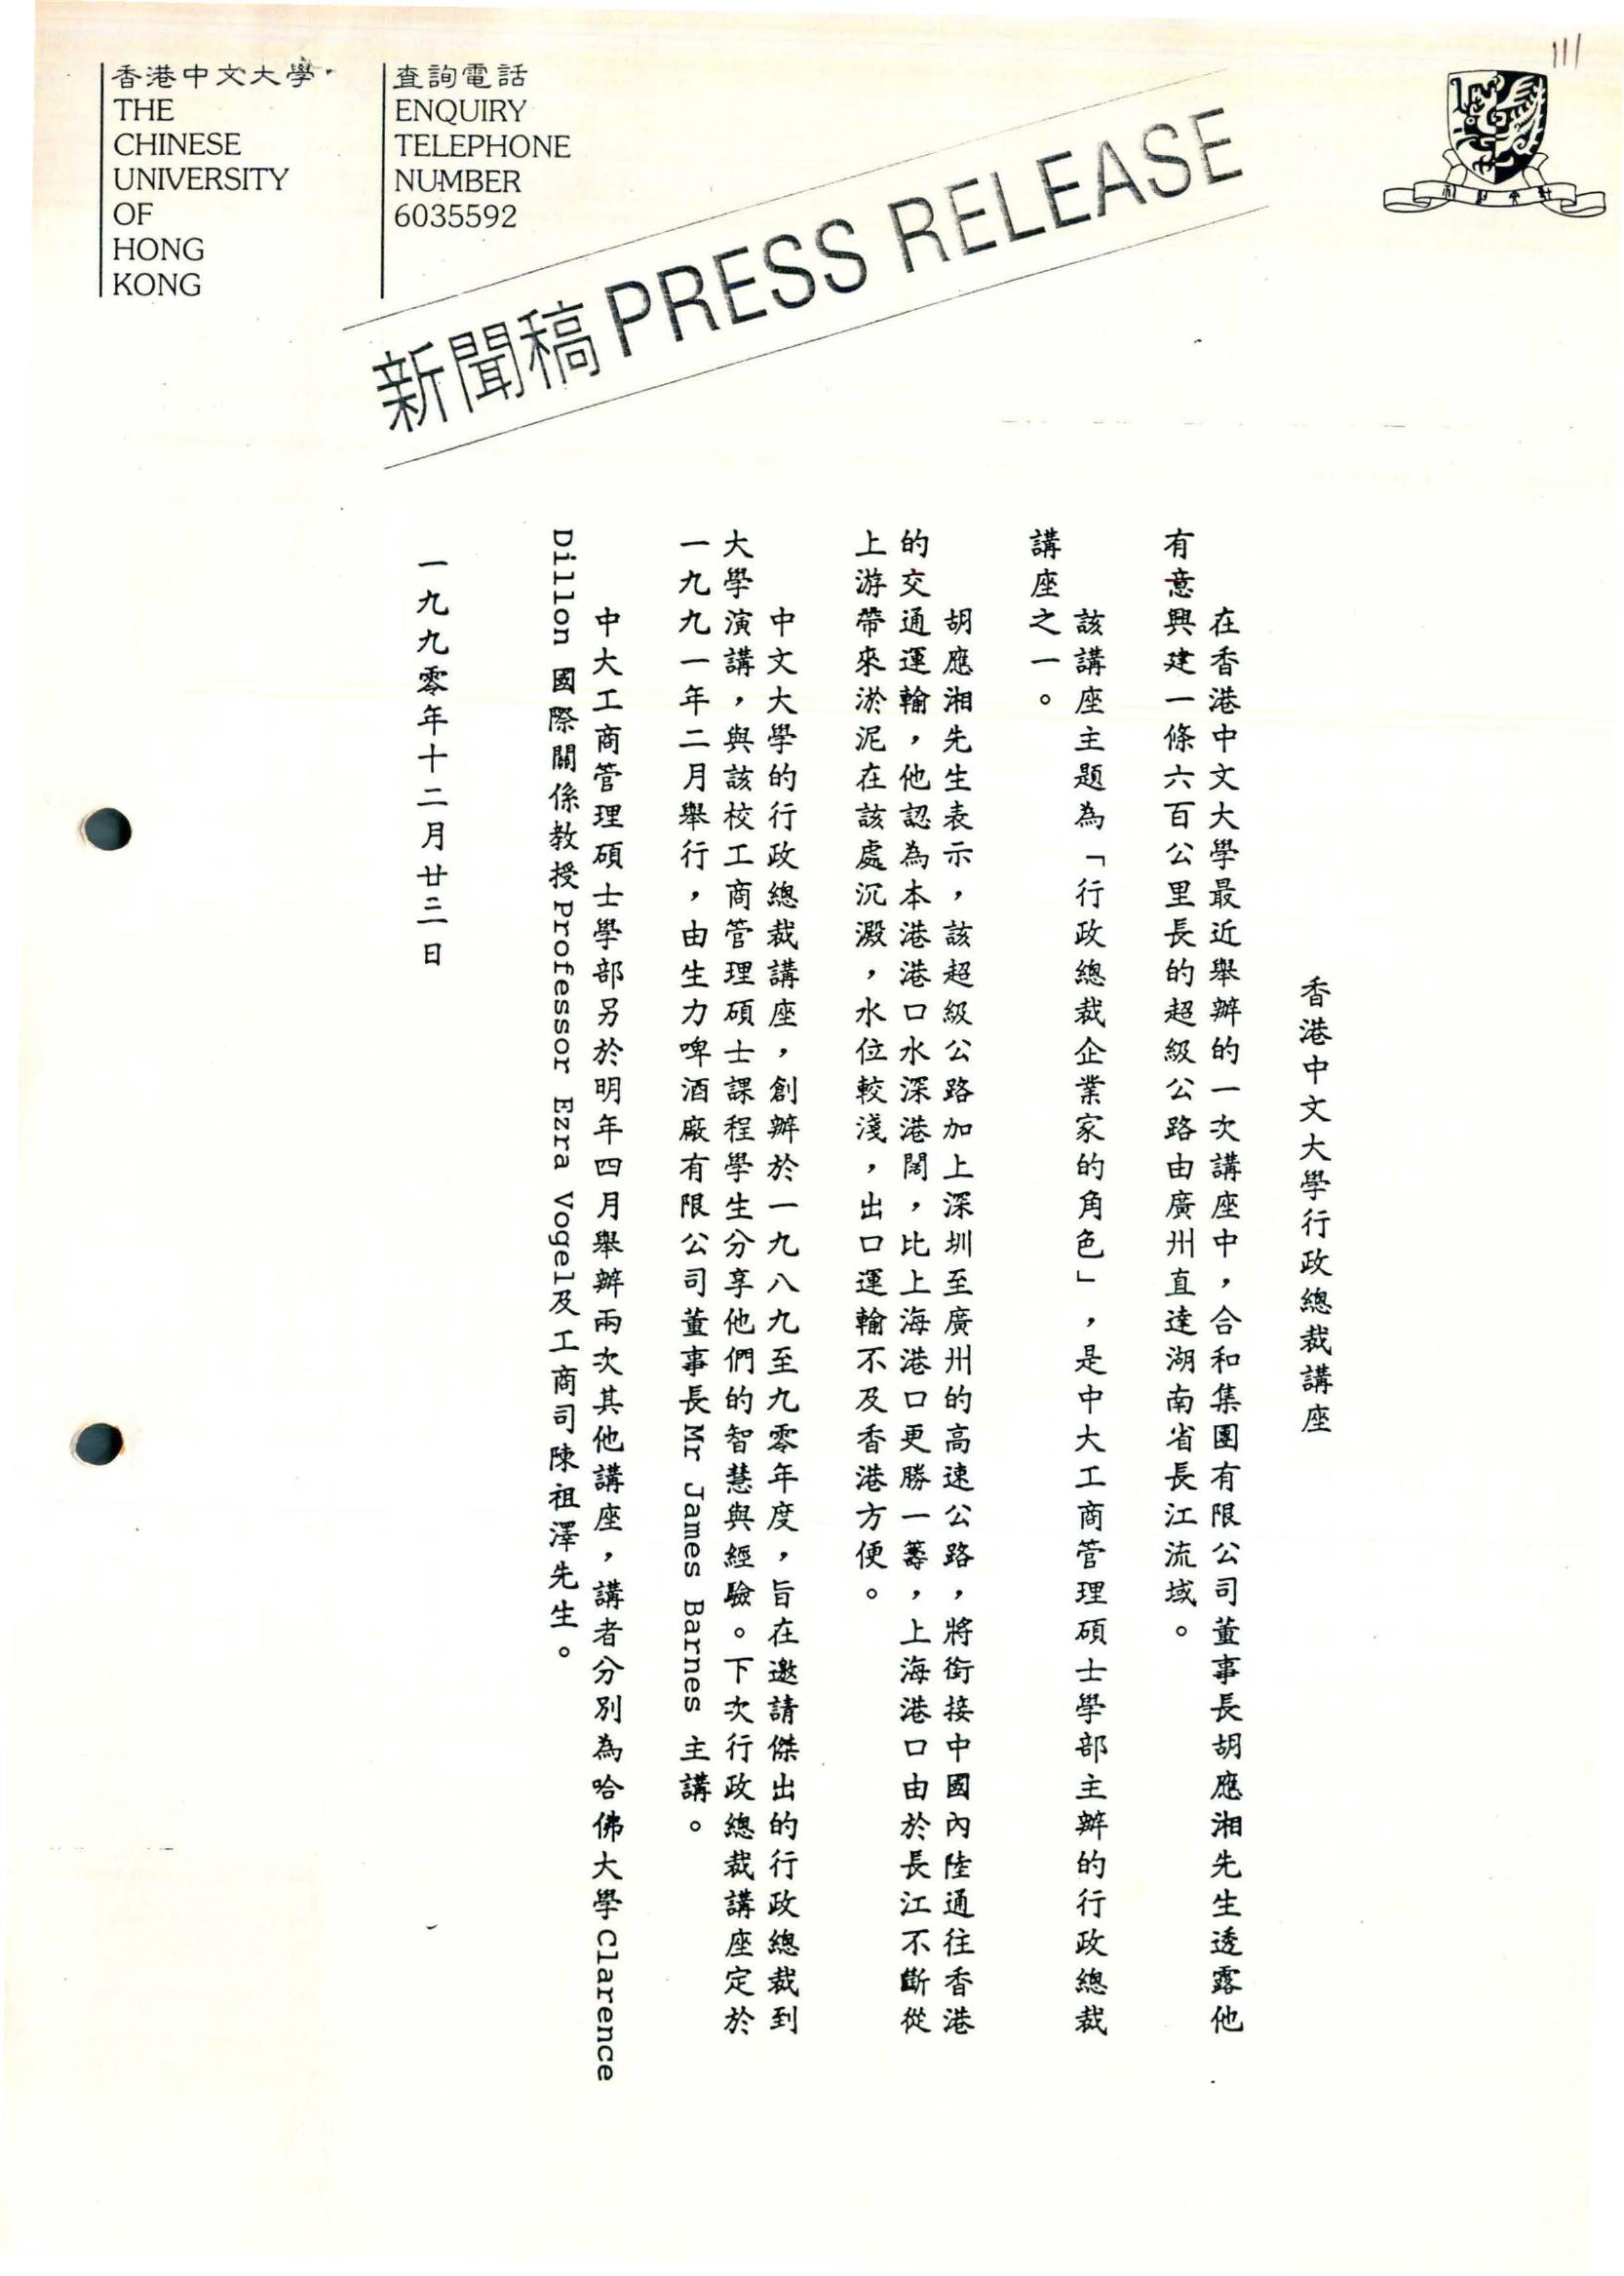 111
香港中文大學
THE
CHINESE
UNIVERSITY
OF
HONG
KONG
查詢電話
ENQUIRY
TELEPHONE
NUMBER
6035592
新聞稿 PRESS RELEASE
香港中文大學行政總裁講座
在香港中文大學最近舉辦的一次講座中，合和集團有限公司董事長胡應湘先生透露他
有意興建一條六百公里長的超級公路由廣州直達湖南省長江流域。
該講座主題為「行政總裁企業家的角色」，是中大工商管理碩士學部主辦的行政總裁
講座之一。
胡應湘先生表示，該超級公路加上深圳至廣州的高速公路，將銜接中國內陸通往香港
的交通運輸，他認為本港港口水深港闊，比上海港口更勝一籌，上海港口由於長江不斷從
上游帶來淤泥在該處沉澱，水位較淺，出口運輸不及香港方便。
中文大學的行政總裁講座，創辦於一九八九至九零年度，旨在邀請傑出的行政總裁到
大學演講，與該校工商管理碩士課程學生分享他們的智慧與經驗。下次行政總裁講座定於
一九九一年二月舉行，由生力啤酒廠有限公司董事長Mr James Barnes 主講。
中大工商管理碩士學部另於明年四月舉辦兩次其他講座，講者分別為哈佛大學Clarence
Dillon 國際關係教授Professor Ezra Vogel及工商司陳祖澤先生。
一九九零年十二月廿三日